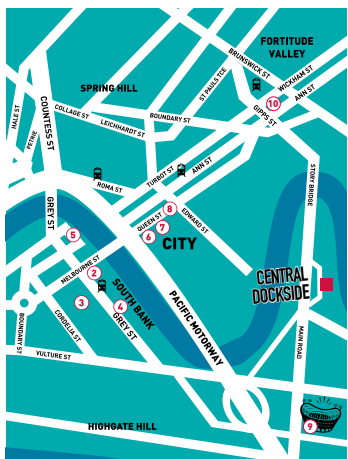 FORTITUDE
VALLEY
BRUNSWICK ST
WICKHAM ST
ST PAULS TCE
SPRING HILL
10
ANN ST
GIPPS ST
HALE ST
COUNTESS ST
COLLAGE ST
BOUNDARY ST
LEICHHARDT ST
PETRIE
ANN ST
TURBOT ST
ROMA ST
STORY BRIDGE
GREY ST
8
QUEEN ST
EDWARD ST
7
6
5
CITY
MELBOURNE ST
2
CENTRAL
DOCKSIDE
SOUTH BANK
3
4
PACIFIC MOTORWAY
BOUNDARY ST
CORDELIA ST
GREY ST
MAIN ROAD
VULTURE ST
HIGHGATE HILL
9